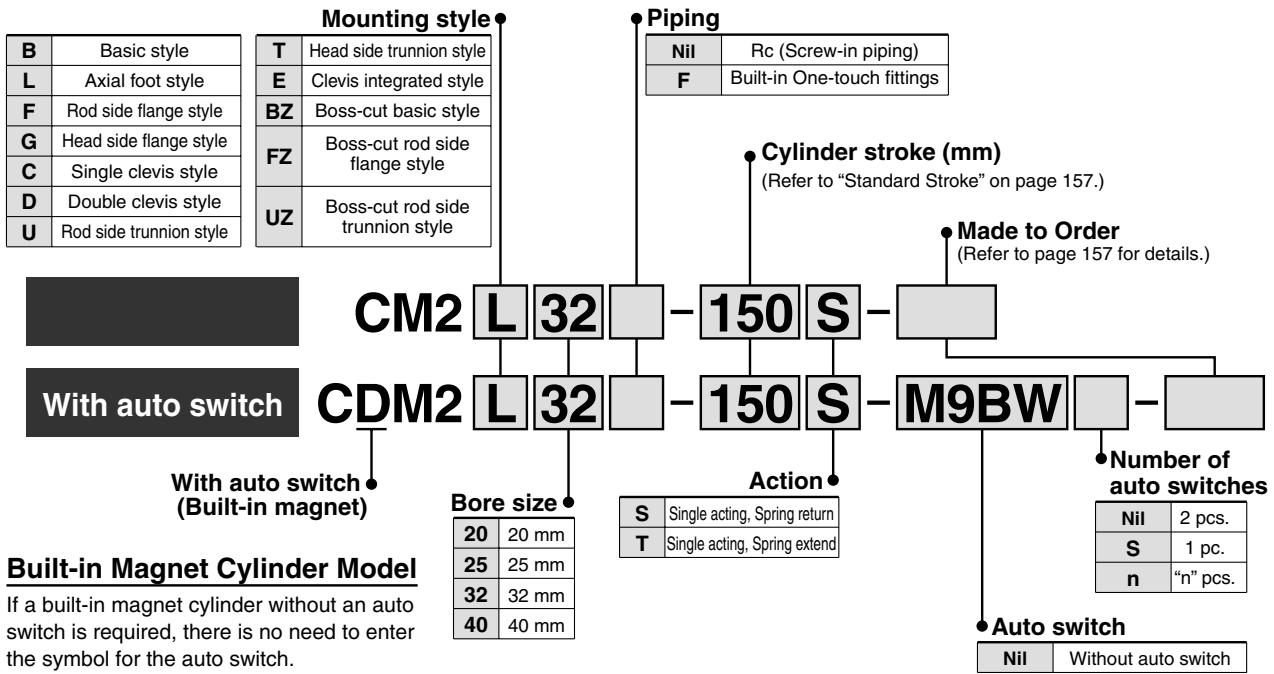 Mounting style
B Basic style
L Axial foot style
F Rod side flange style
G Head side flange style
C Single clevis style
D Double clevis style
U Rod side trunnion style
T Head side trunnion style
E Clevis integrated style
BZ Boss-cut basic style
FZ Boss-cut rod side
flange style
UZ Boss-cut rod side
trunnion style
Piping
Nil Rc (Screw-in piping)
F Built-in One-touch fittings
Cylinder stroke (mm)
(Refer to “Standard Stroke” on page 157.)
Made to Order
(Refer to page 157 for details.)
CM2 L 32 – 150 S –
With auto switch CDM2 L 32 – 150 S – M9BW –
With auto switch
(Built-in magnet)
Built-in Magnet Cylinder Model
If a built-in magnet cylinder without an auto
switch is required, there is no need to enter
the symbol for the auto switch.
Bore size
20 20 mm
25 25 mm
32 32 mm
40 40 mm
Action
S Single acting, Spring return
T Single acting, Spring extend
Number of
auto switches
Nil 2 pcs.
S 1 pc.
n “n” pcs.
Auto switch
Nil Without auto switch